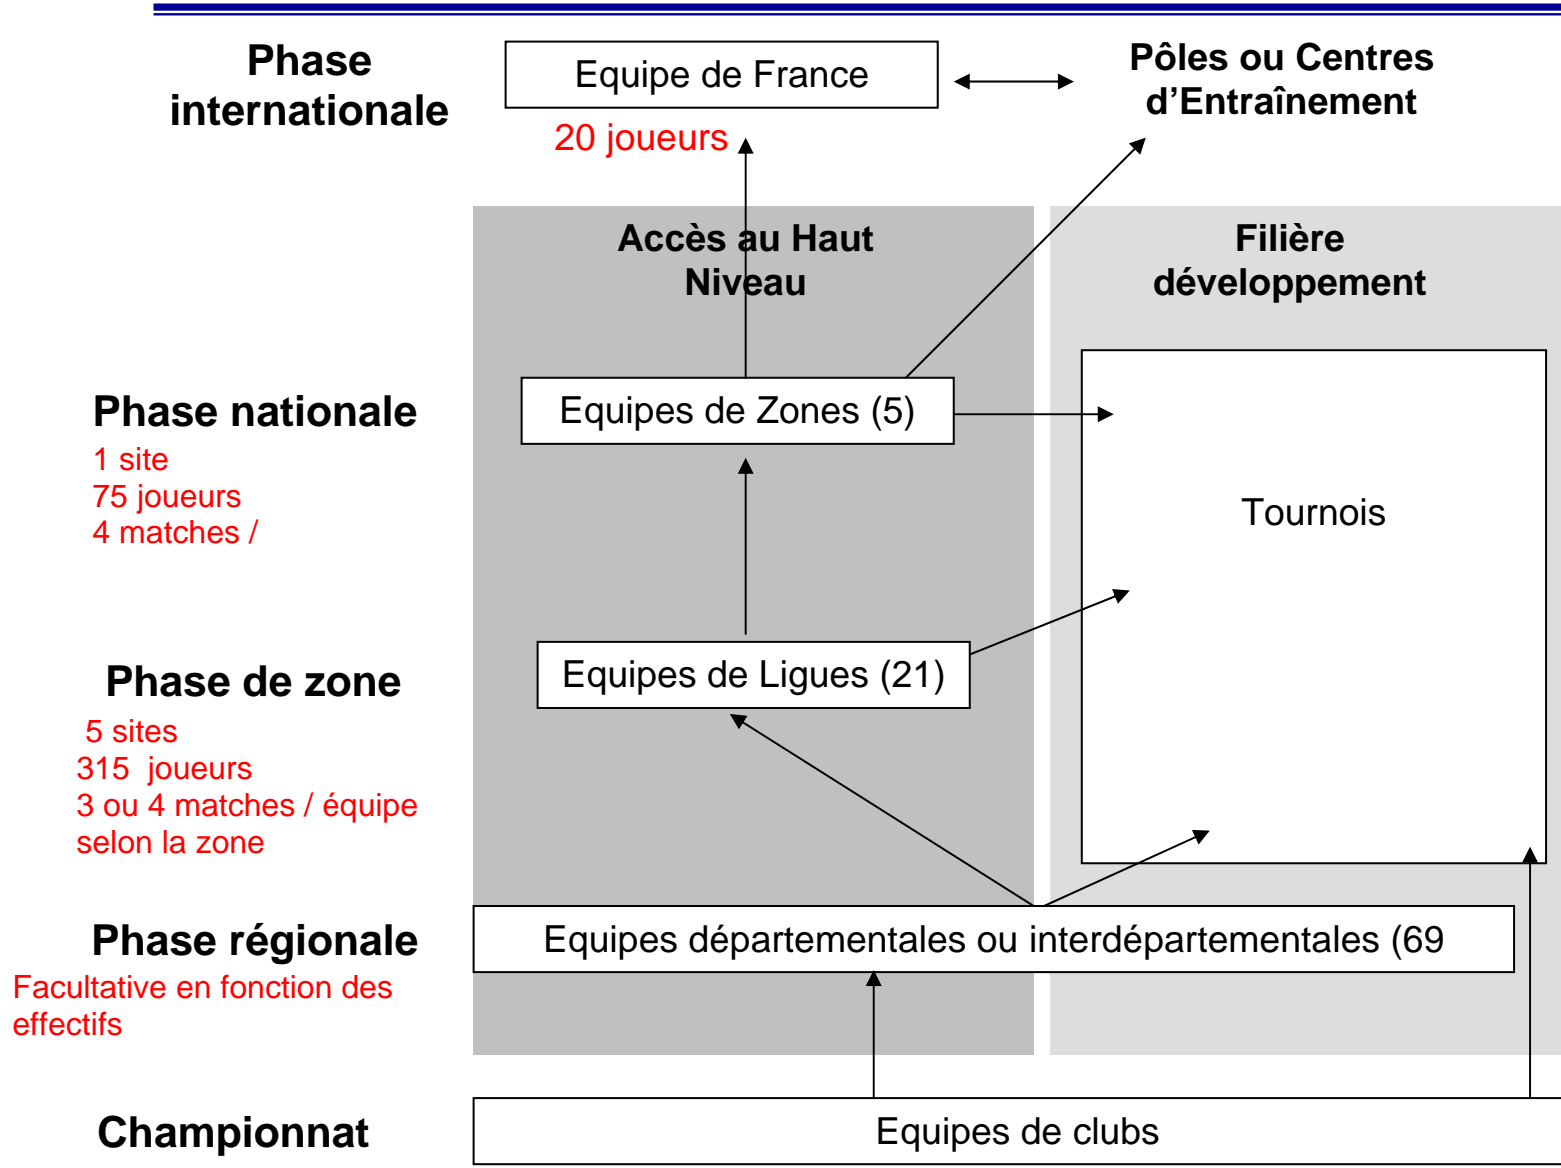 Phase
internationale
Equipe de France
20 joueurs
Pôles ou Centres
d’Entraînement
Accès au Haut
Niveau
Filière
développement
Phase nationale
1 site
75 joueurs
4 matches /
Equipes de Zones (5)
Tournois
Phase de zone
5 sites
315 joueurs
3 ou 4 matches / équipe
selon la zone
Equipes de Ligues (21)
Phase régionale
Facultative en fonction des
effectifs
Equipes départementales ou interdépartementales (69
Championnat
Equipes de clubs